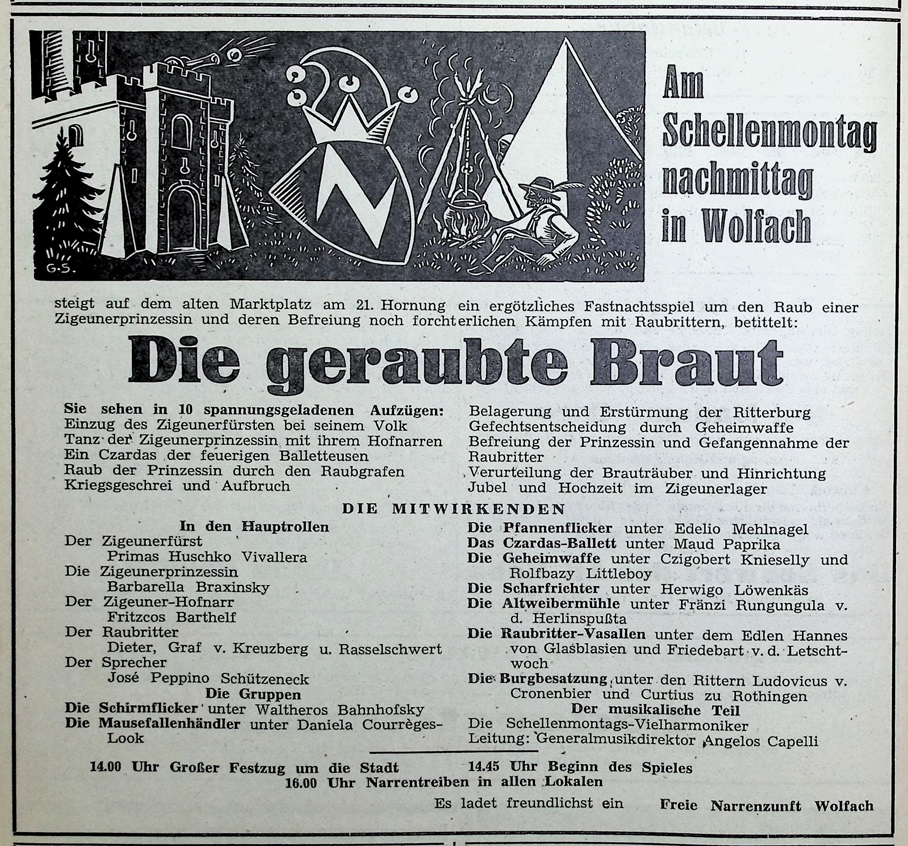 Am
Schellenmontag
nachmittag
in Wolfach
N
G.S.
steigt auf dem alten Marktplatz am 21. Hornung ein ergötzliches Fastnachtsspiel um den Raub einer
Zigeunerprinzessin und deren Befreiung noch forchterlichen Kämpfen mit Raubrittern, betittelt:
Die geraubte Braut
Sie sehen in 10 spannungsgeladenen Aufzügen:
Einzug des Zigeunerfürsten bei seinem Volk
Tanz der Zigeunerprinzessin mit ihrem Hofnarren
Ein Czardas der feuerigen Balletteusen
Raub der Prinzessin durch den Raubgrafen
Kriegsgeschrei und Aufbruch
Belagerung und Erstürmung der Ritterburg
Gefechtsentscheidung durch Geheimwaffe
Befreiung der Prinzessin und Gefangennahme der
Raubritter
Verurteilung der Brauträuber und Hinrichtung
Jubel und Hochzeit im Zigeunerlager
DIE MITWIRKENDEN
In den Hauptrollen
Der Zigeunerfürst
Primas Huschko Vivallera
Die Zigeunerprinzessin
Barbarella Braxinsky
Der Zigeuner-Hofnarr
Fritzcos Barthelf
Der Raubritter
Dieter, Graf v. Kreuzberg u. Rasselschwert
Der Sprecher
José Peppino Schützeneck
Die Gruppen
Die Schirmflicker unter Waltheros Bahnhofsky
Die Mausefallenhändler unter Daniela Courrèges-
Look
Die Pfannenflicker unter Edelio Mehlnagel
Das Czardas-Ballett unter Maud Paprika
Die Geheimwaffe unter Czigobert Knieselly und
Rolfbazy Littleboy
Die Scharfrichter unter Herwigo Löwenkäs
Die Altweibermühle unter Fränzi Rungungula v.
d. Herlinspußta
Die Raubritter-Vasallen unter dem Edlen Hannes
von Glasblasien und Friedebart v. d. Letscht-
woch
Die Burgbesatzung unter den Rittern Ludovicus v.
Cronenbier und Curtius zu Rothingen
Der musikalische Teil
Die Schellenmontags-Vielharmoniker
Leitung: Generalmusikdirektor Angelos Capelli
14.00 Uhr Großer Festzug um die Stadt 14.45 Uhr Beginn des Spieles
16.00 Uhr Narrentreiben in allen Lokalen
Es ladet freundlichst ein Freie Narrenzunft Wolfach